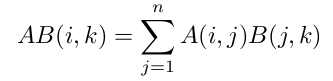 AB(i, k) = \sum_{j=1}^{n} A(i, j)B(j, k)